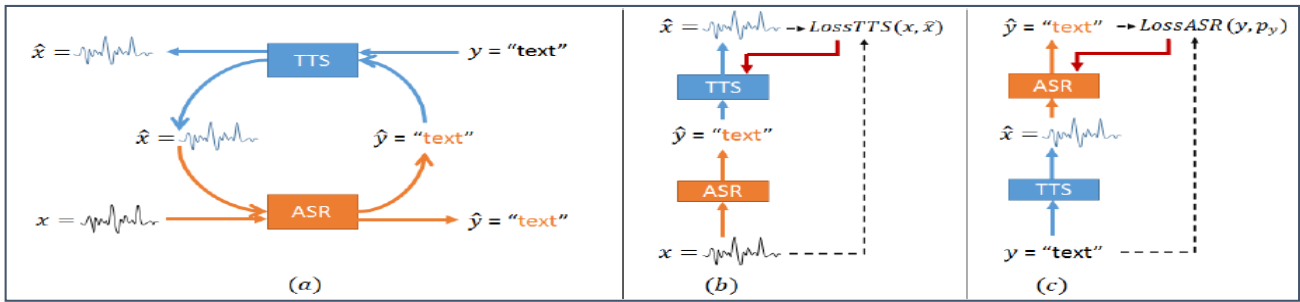 x̂ =
TTS
y = “text”
x̂ =
ŷ = “text”
x =
ASR
ŷ = “text”
(a)
x̂ =
LossTTS(x, x̂)
TTS
ŷ = “text”
ASR
x =
(b)
ŷ = “text”
LossASR(y, p_y)
ASR
x̂ =
TTS
y = “text”
(c)